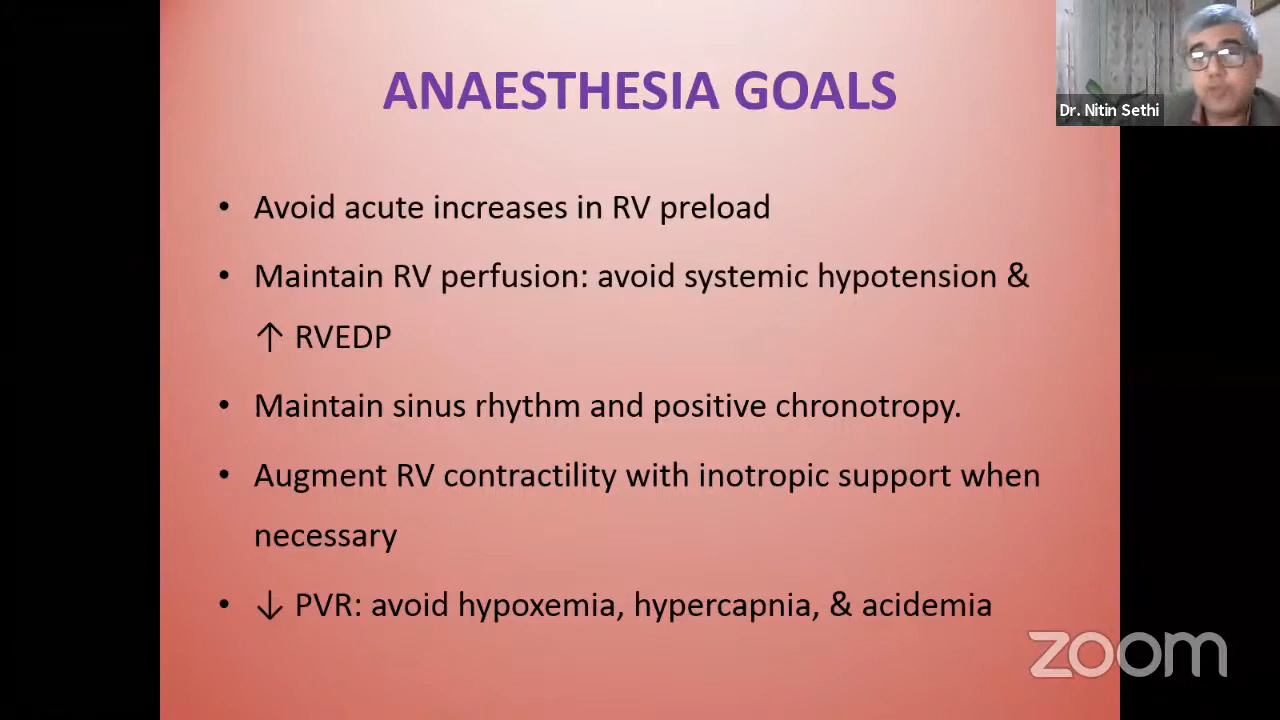 ANAESTHESIA GOALS
Dr. Nitin Sethi
• Avoid acute increases in RV preload
• Maintain RV perfusion: avoid systemic hypotension &
↑ RVEDP
• Maintain sinus rhythm and positive chronotropy.
• Augment RV contractility with inotropic support when
necessary
• ↓ PVR: avoid hypoxemia, hypercapnia, & acidemia
zoom